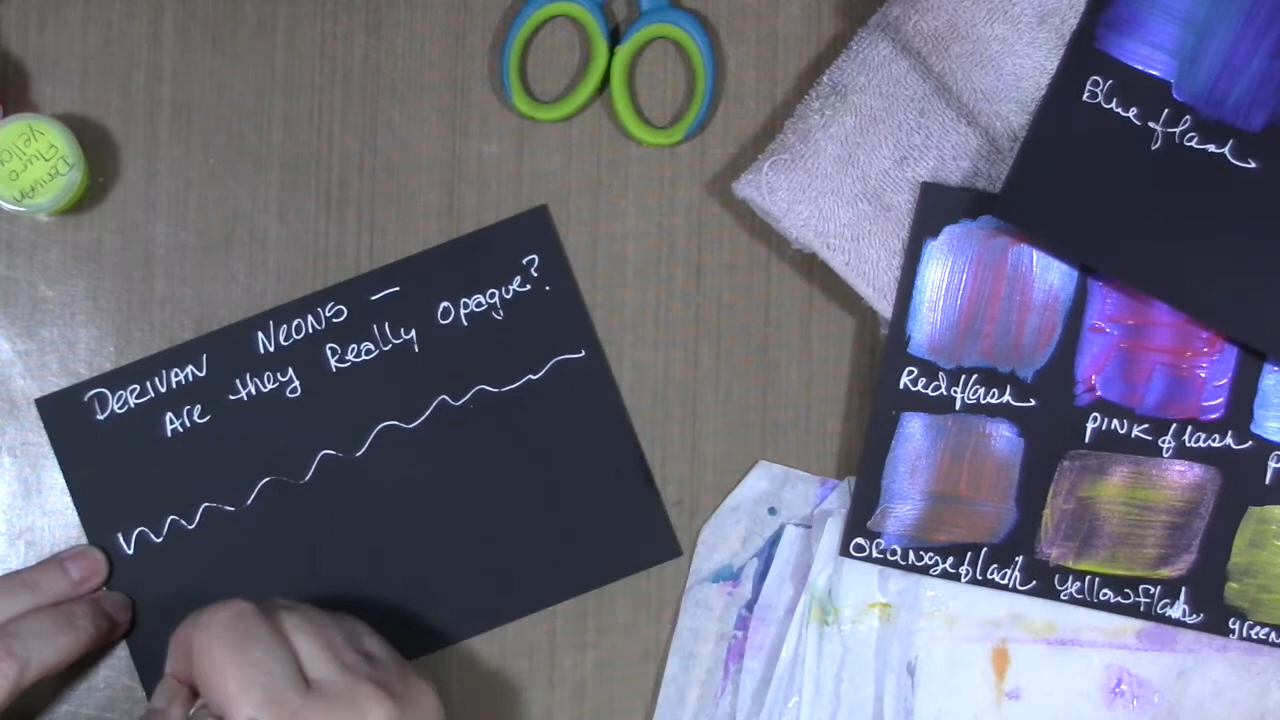 DERIVAN NEONS —
Are they Really opaque?
Derivan
Fluro
Yello
Blue flash
Red flash
PINK flash
P
ORange flash
yellow flash
green